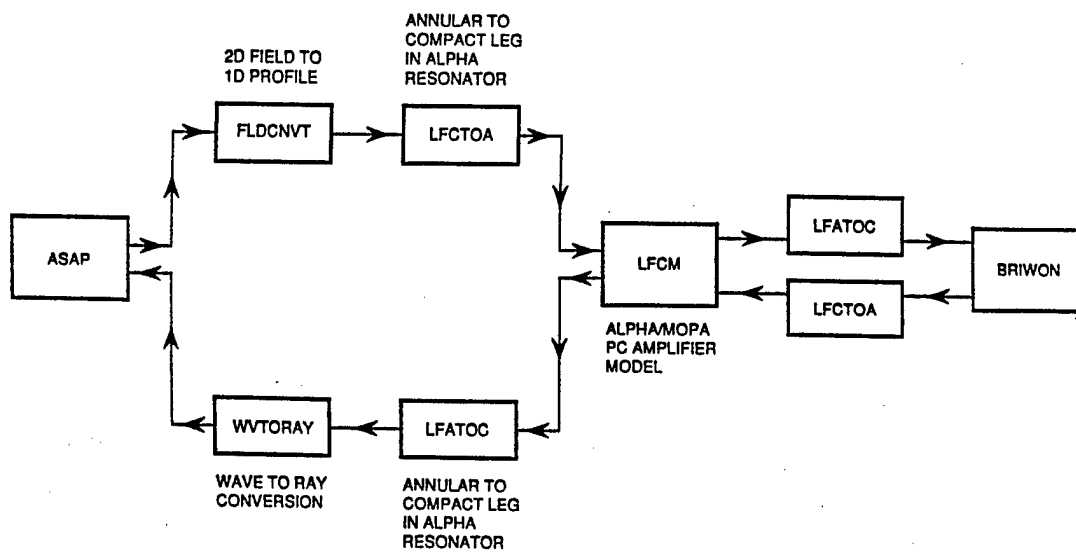 ANNULAR TO
COMPACT LEG
IN ALPHA
RESONATOR
2D FIELD TO
1D PROFILE
FLDCNVT
LFCTOA
ASAP
LFCM
LFATOC
BRIWON
LFCTOA
ALPHA/MOPA
PC AMPLIFIER
MODEL
WVTORAY
LFATOC
WAVE TO RAY
CONVERSION
ANNULAR TO
COMPACT LEG
IN ALPHA
RESONATOR